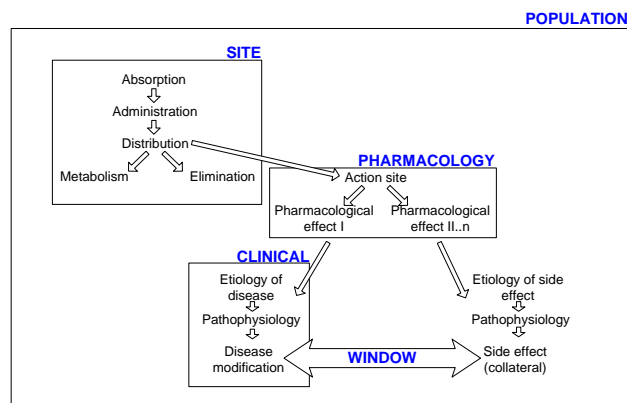 POPULATION
SITE
Absorption
Administration
Distribution
Metabolism
Elimination
PHARMACOLOGY
Action site
Pharmacological
effect I
Pharmacological
effect II..n
CLINICAL
Etiology of
disease
Pathophysiology
Disease
modification
WINDOW
Etiology of side
effect
Pathophysiology
Side effect
(collateral)